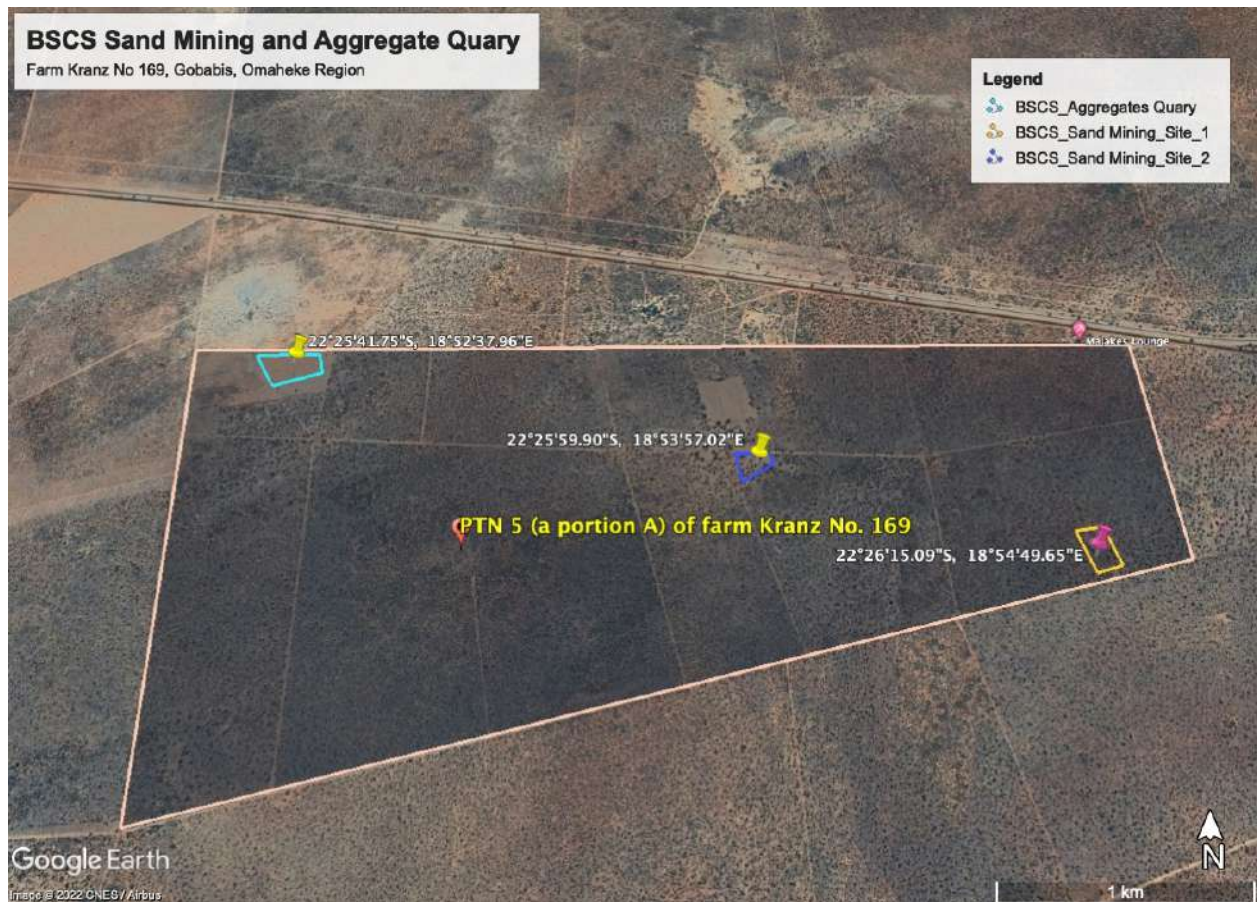 BSCS Sand Mining and Aggregate Quary
Farm Kranz No 169, Gobabis, Omaheke Region
Legend
BSCS_Aggregates Quary
BSCS_Sand Mining_Site_1
BSCS_Sand Mining_Site_2
22°25'41.75"S, 18°52'37.96"E
Malakes Lounge
22°25'59.90"S, 18°53'57.02"E
PTN 5 (a portion A) of farm Kranz No. 169
22°26'15.09"S, 18°54'49.65"E
Google Earth
N
Image © 2022 CNES / Airbus
1 km